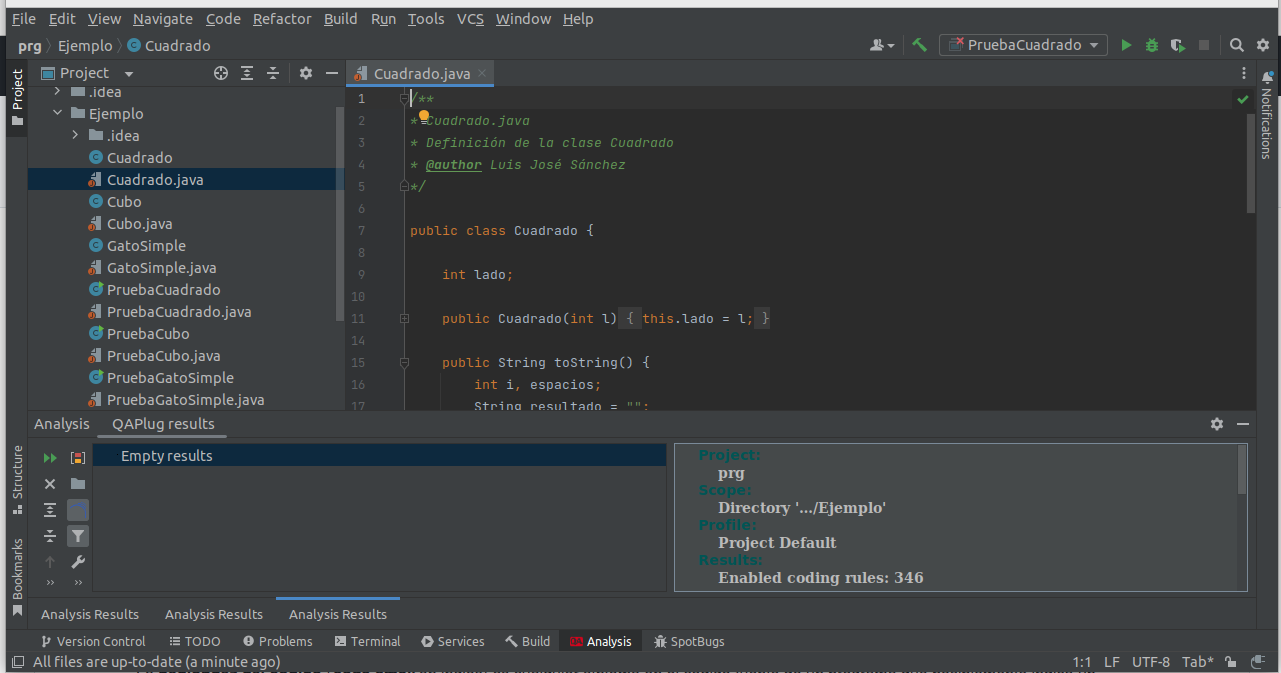 File Edit View Navigate Code Refactor Build Run Tools VCS Window Help
prg Ejemplo Cuadrado
PruebaCuadrado
Project
Project
Cuadrado.java
Notifications
.idea
Ejemplo
.idea
Cuadrado
Cuadrado.java
Cubo
Cubo.java
GatoSimple
GatoSimple.java
PruebaCuadrado
PruebaCuadrado.java
PruebaCubo
PruebaCubo.java
PruebaGatoSimple
PruebaGatoSimple.java
1 /**
2 * Cuadrado.java
3 * Definición de la clase Cuadrado
4 * @author Luis José Sánchez
5 */
6
7 public class Cuadrado {
8
9 int lado;
10
11 public Cuadrado(int l) { this.lado = l; }
14
15 public String toString() {
16 int i, espacios;
17 String resultado = "";
Analysis QAPlug results
Structure
Bookmarks
Empty results
Project:
prg
Scope:
Directory '.../Ejemplo'
Profile:
Project Default
Results:
Enabled coding rules: 346
Analysis Results Analysis Results Analysis Results
Version Control TODO Problems Terminal Services Build QA Analysis SpotBugs
All files are up-to-date (a minute ago) 1:1 LF UTF-8 Tab*